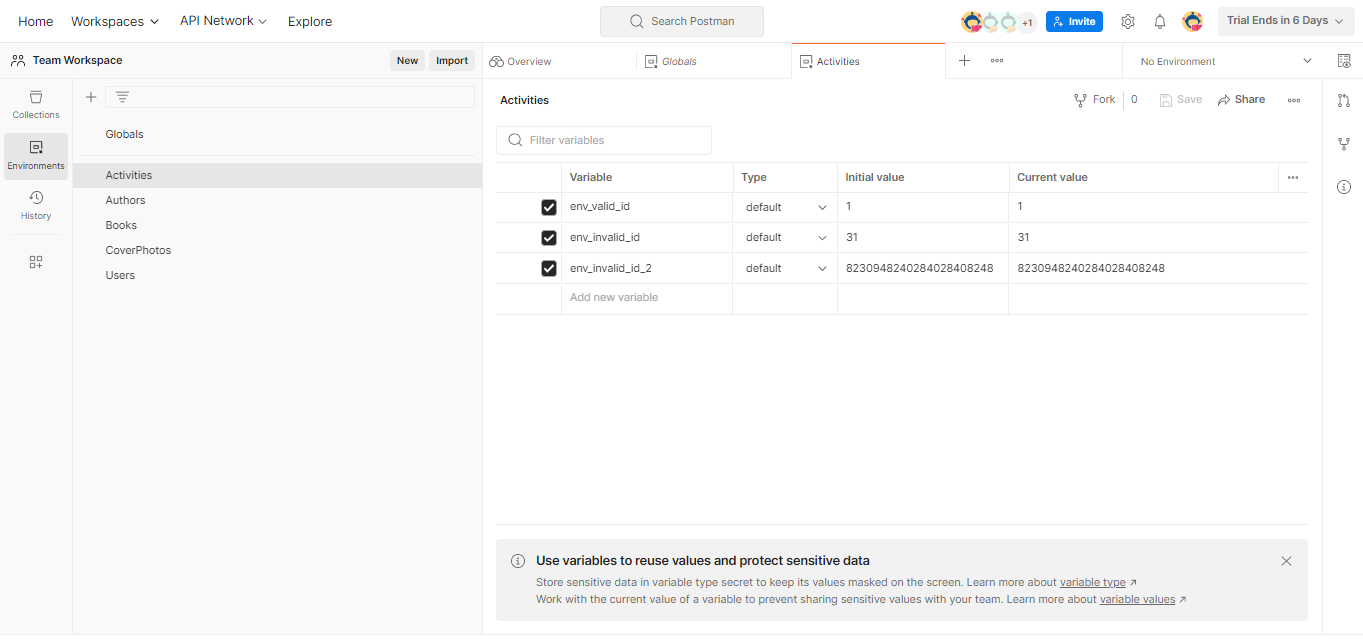 Home Workspaces API Network Explore Search Postman +1 Invite Trial Ends in 6 Days
Team Workspace New Import Overview Globals Activities No Environment
Collections
Environments
History
Globals
Activities
Authors
Books
CoverPhotos
Users
Activities Fork 0 Save Share
Filter variables
Variable Type Initial value Current value
env_valid_id default 1 1
env_invalid_id default 31 31
env_invalid_id_2 default 8230948240284028408248 8230948240284028408248
Add new variable
Use variables to reuse values and protect sensitive data
Store sensitive data in variable type secret to keep its values masked on the screen. Learn more about variable type ↗
Work with the current value of a variable to prevent sharing sensitive values with your team. Learn more about variable values ↗